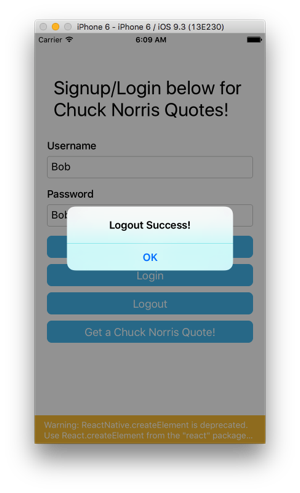 iPhone 6 - iPhone 6 / iOS 9.3 (13E230)
Carrier 6:09 AM
Signup/Login below for
Chuck Norris Quotes!
Username
Bob
Password
Bob
Logout Success!
OK
Login
Logout
Get a Chuck Norris Quote!
Warning: ReactNative.createElement is deprecated.
Use React.createElement from the "react" package...